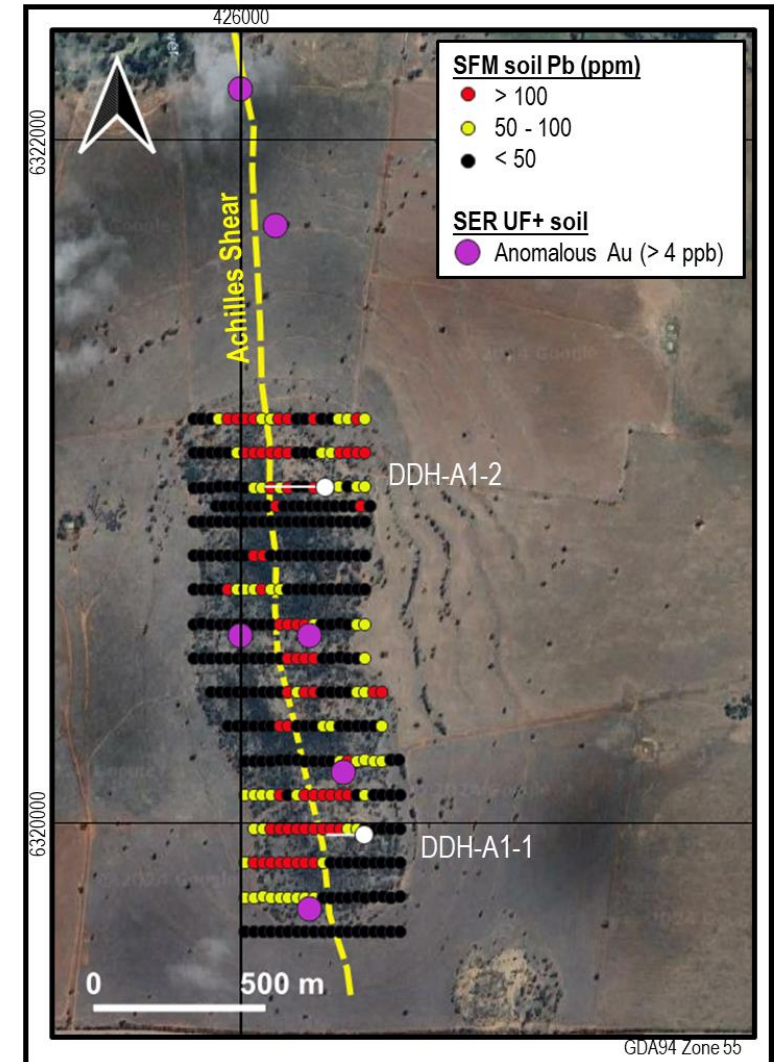 426000
SFM soil Pb (ppm)
> 100
50 - 100
< 50
SER UF+ soil
Anomalous Au (> 4 ppb)
6322000
Achilles Shear
DDH-A1-2
6320000
DDH-A1-1
0 500 m
GDA94 Zone 55